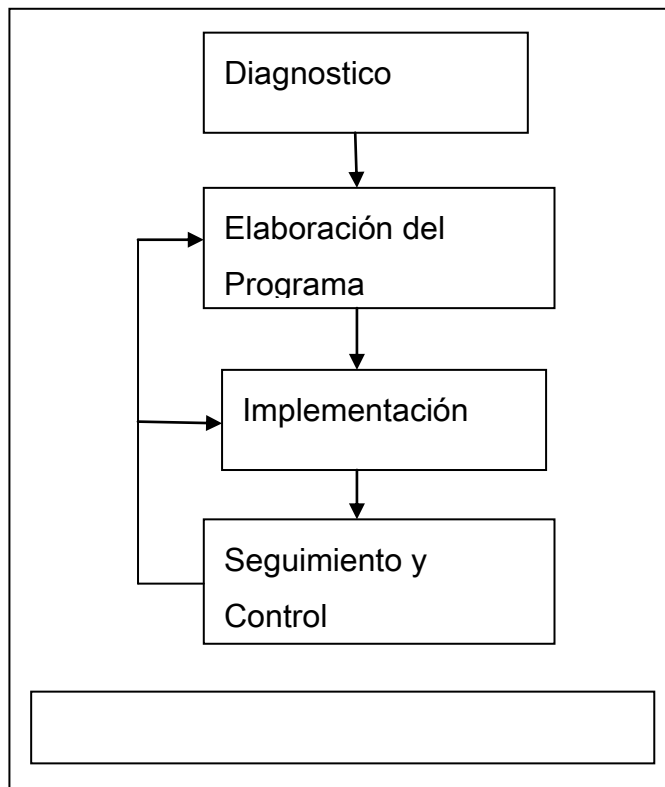 Diagnostico
Elaboración del
Programa
Implementación
Seguimiento y
Control